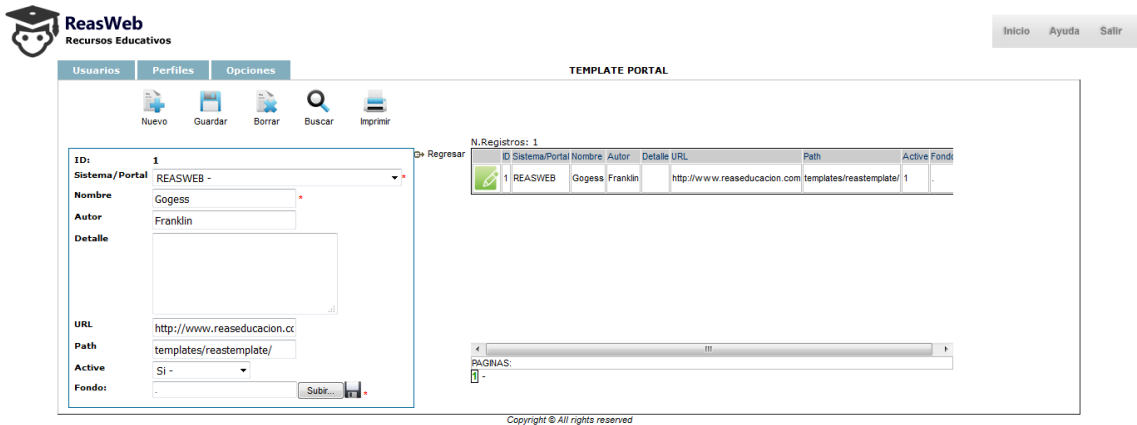 ReasWeb
Recursos Educativos
Inicio Ayuda Salir
Usuarios Perfiles Opciones
TEMPLATE PORTAL
Nuevo Guardar Borrar Buscar Imprimir
ID: 1
Sistema/Portal REASWEB - *
Nombre Gogess *
Autor Franklin
Detalle
URL http://www.reaseducacion.cc
Path templates/reastemplate/
Active Si -
Fondo: . Subir... *
Regresar
N.Registros: 1
ID Sistema/Portal Nombre Autor Detalle URL Path Active Fondo
1 REASWEB Gogess Franklin http://www.reaseducacion.com templates/reastemplate/ 1 .
PAGINAS:
1 -
Copyright © All rights reserved